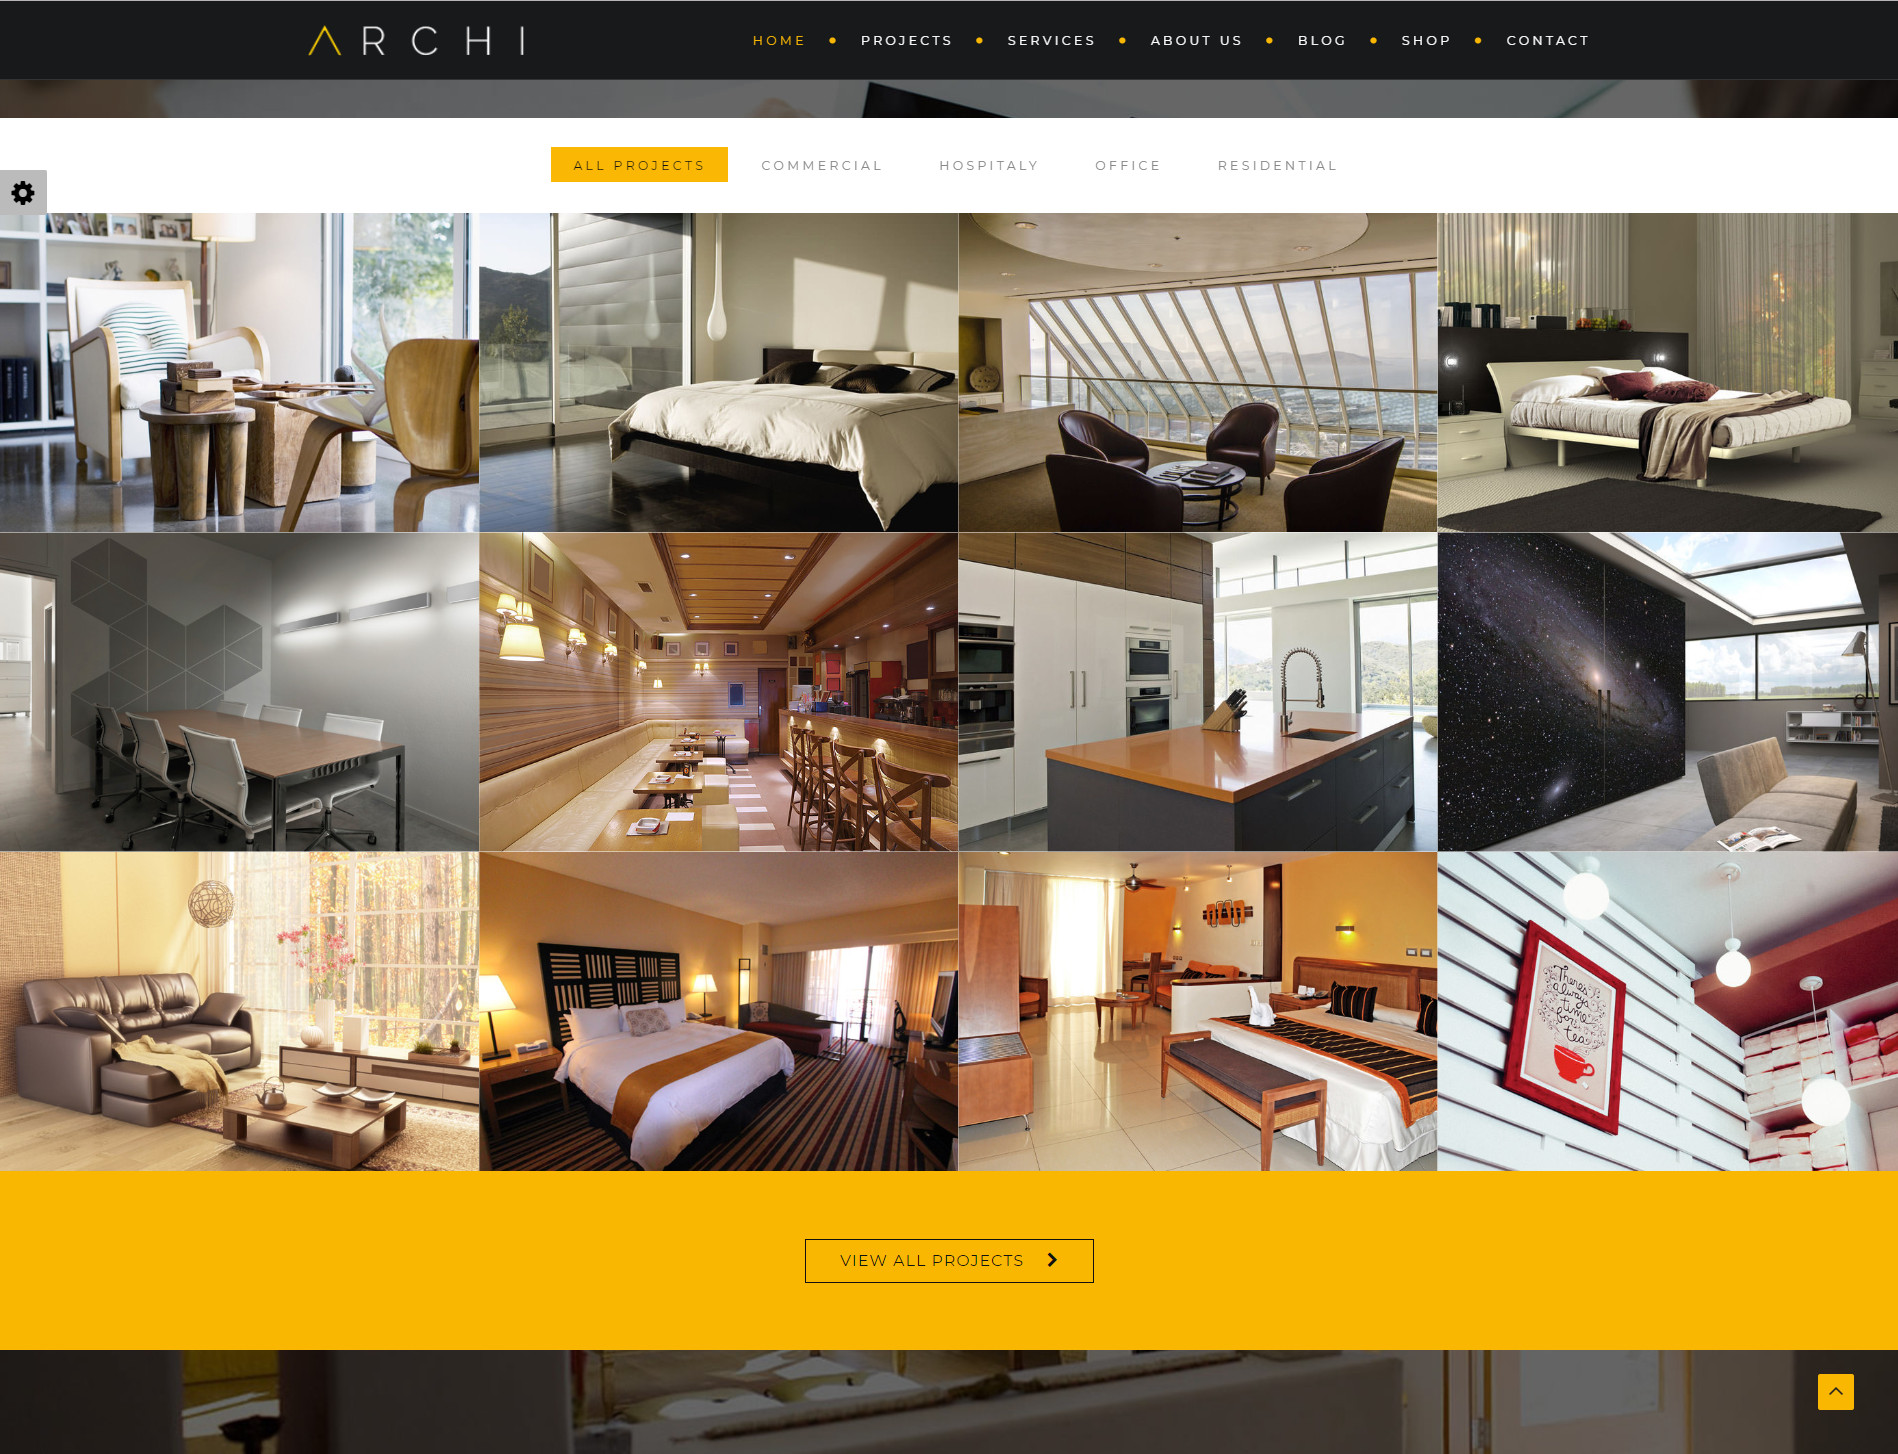 ARCHI
HOME PROJECTS SERVICES ABOUT US BLOG SHOP CONTACT
ALL PROJECTS COMMERCIAL HOSPITALY OFFICE RESIDENTIAL
There's
always
time
for
tea
VIEW ALL PROJECTS